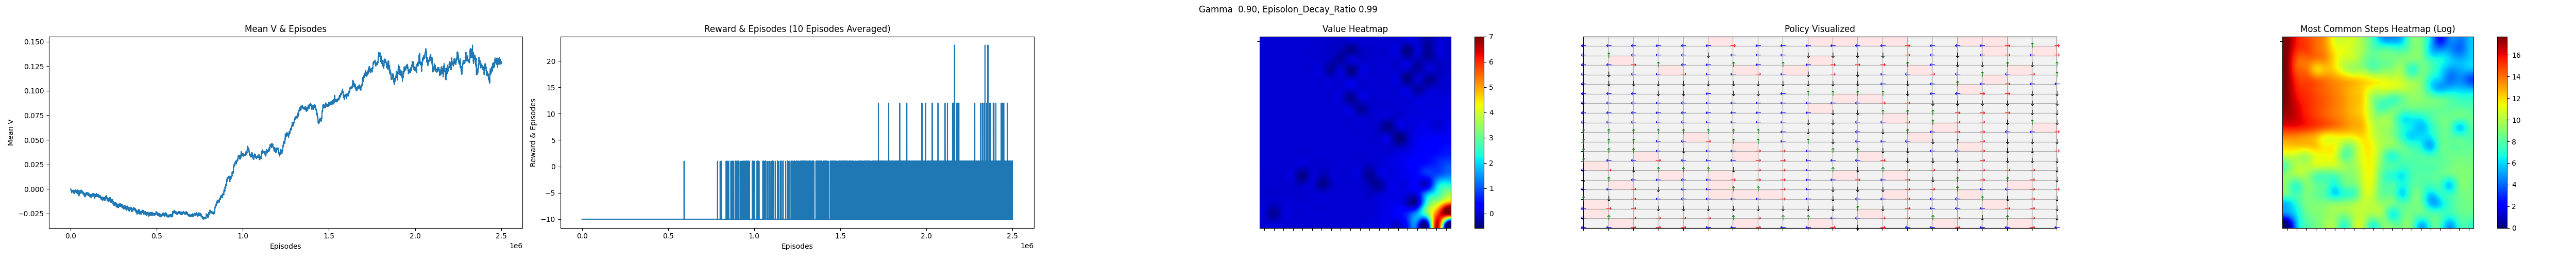 Gamma  0.90, Episolon_Decay_Ratio 0.99
Mean V & Episodes
Mean V
0.150
0.125
0.100
0.075
0.050
0.025
0.000
−0.025
0.0 0.5 1.0 1.5 2.0 2.5
1e6
Episodes
Reward & Episodes (10 Episodes Averaged)
Reward & Episodes
20
15
10
5
0
−5
−10
0.0 0.5 1.0 1.5 2.0 2.5
1e6
Episodes
Value Heatmap
7
6
5
4
3
2
1
0
Policy Visualized
Most Common Steps Heatmap (Log)
16
14
12
10
8
6
4
2
0